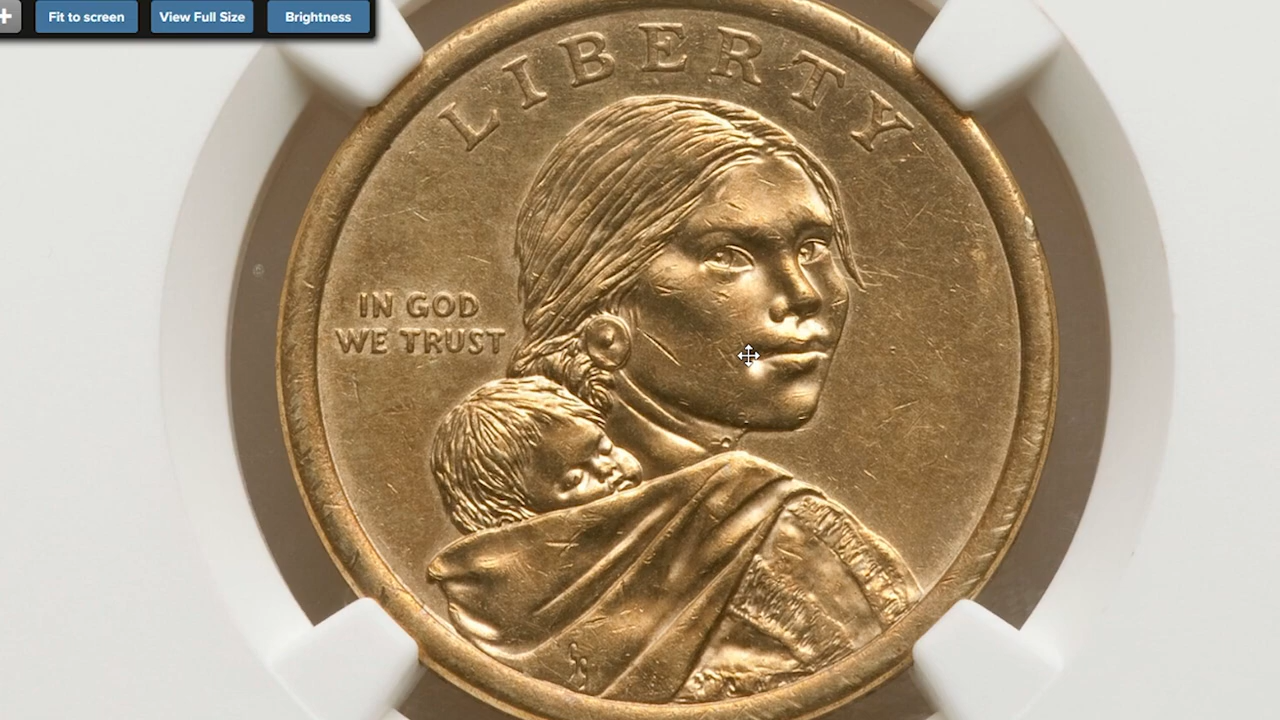 Fit to screen
View Full Size
Brightness
LIBERTY
IN GOD
WE TRUST